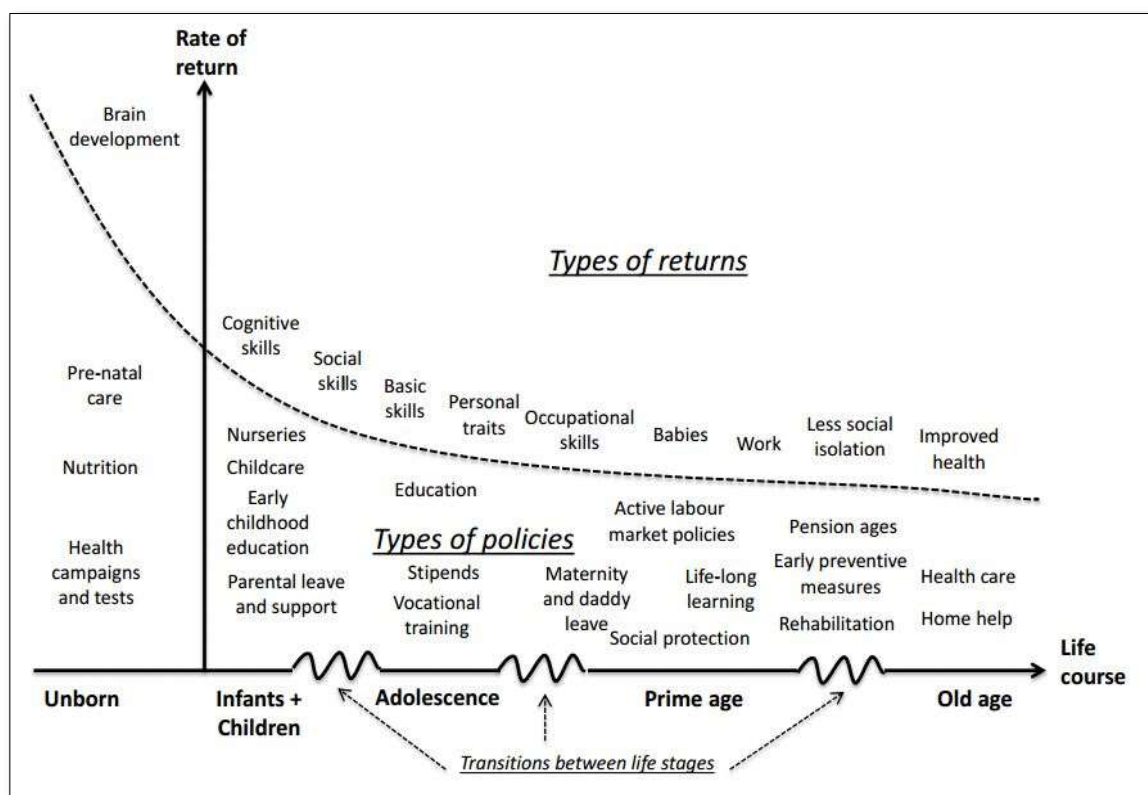 Rate of
return
Brain
development
Types of returns
Cognitive
skills
Social
skills
Basic
skills
Personal
traits
Occupational
skills
Babies
Work
Less social
isolation
Improved
health
Pre-natal
care
Nutrition
Health
campaigns
and tests
Nurseries
Childcare
Early
childhood
education
Parental leave
and support
Education
Types of policies
Stipends
Vocational
training
Maternity
and daddy
leave
Active labour
market policies
Life-long
learning
Social protection
Pension ages
Early preventive
measures
Rehabilitation
Health care
Home help
Life
course
Unborn
Infants +
Children
Adolescence
Prime age
Old age
Transitions between life stages